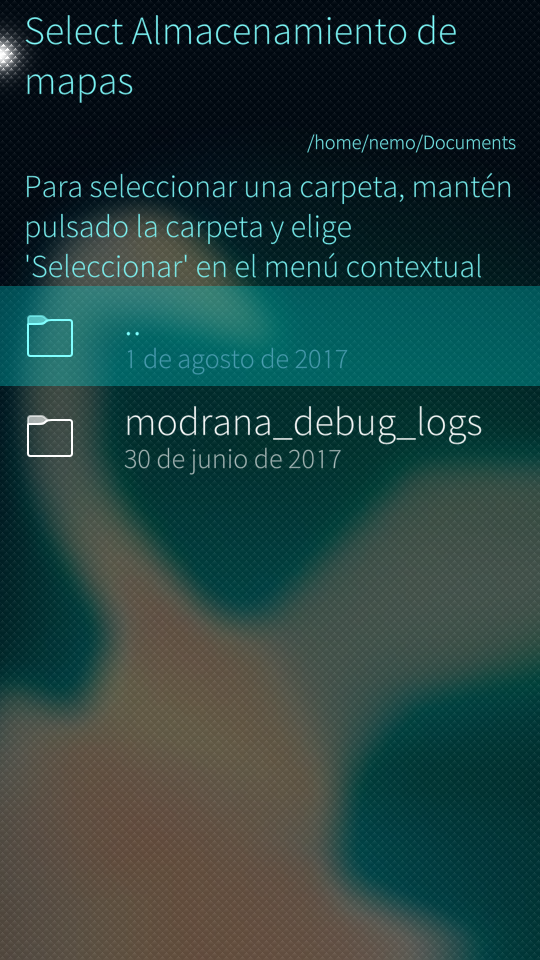 Select Almacenamiento de
mapas
/home/nemo/Documents
Para seleccionar una carpeta, mantén
pulsado la carpeta y elige
'Seleccionar' en el menú contextual
..
1 de agosto de 2017
modrana_debug_logs
30 de junio de 2017